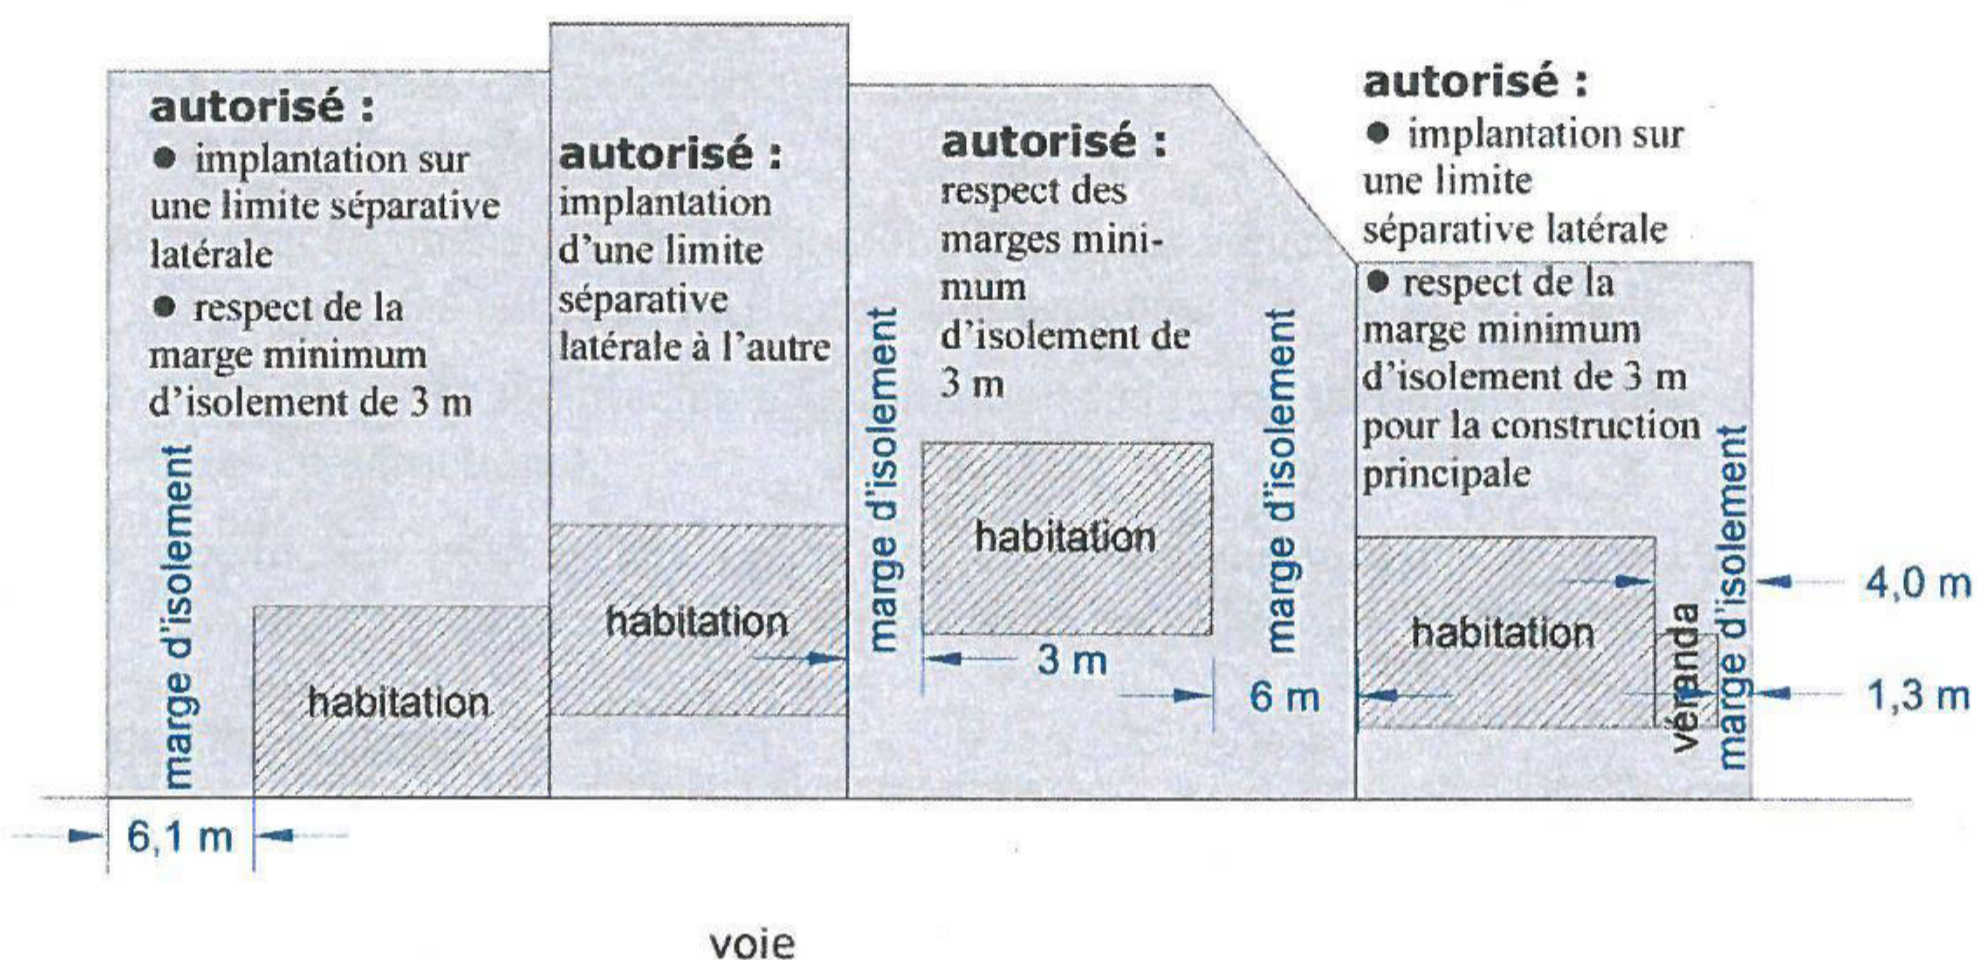 autorisé :
● implantation sur
une limite séparative
latérale
● respect de la
marge minimum
d'isolement de 3 m
marge d'isolement
habitation
6,1 m
autorisé :
implantation
d'une limite
séparative
latérale à l'autre
habitation
marge d'isolement
autorisé :
respect des
marges mini-
mum
d'isolement de
3 m
habitation
3 m
marge d'isolement
6 m
autorisé :
● implantation sur
une limite
séparative latérale
● respect de la
marge minimum
d'isolement de 3 m
pour la construction
principale
habitation
véranda
marge d'isolement
4,0 m
1,3 m
voie